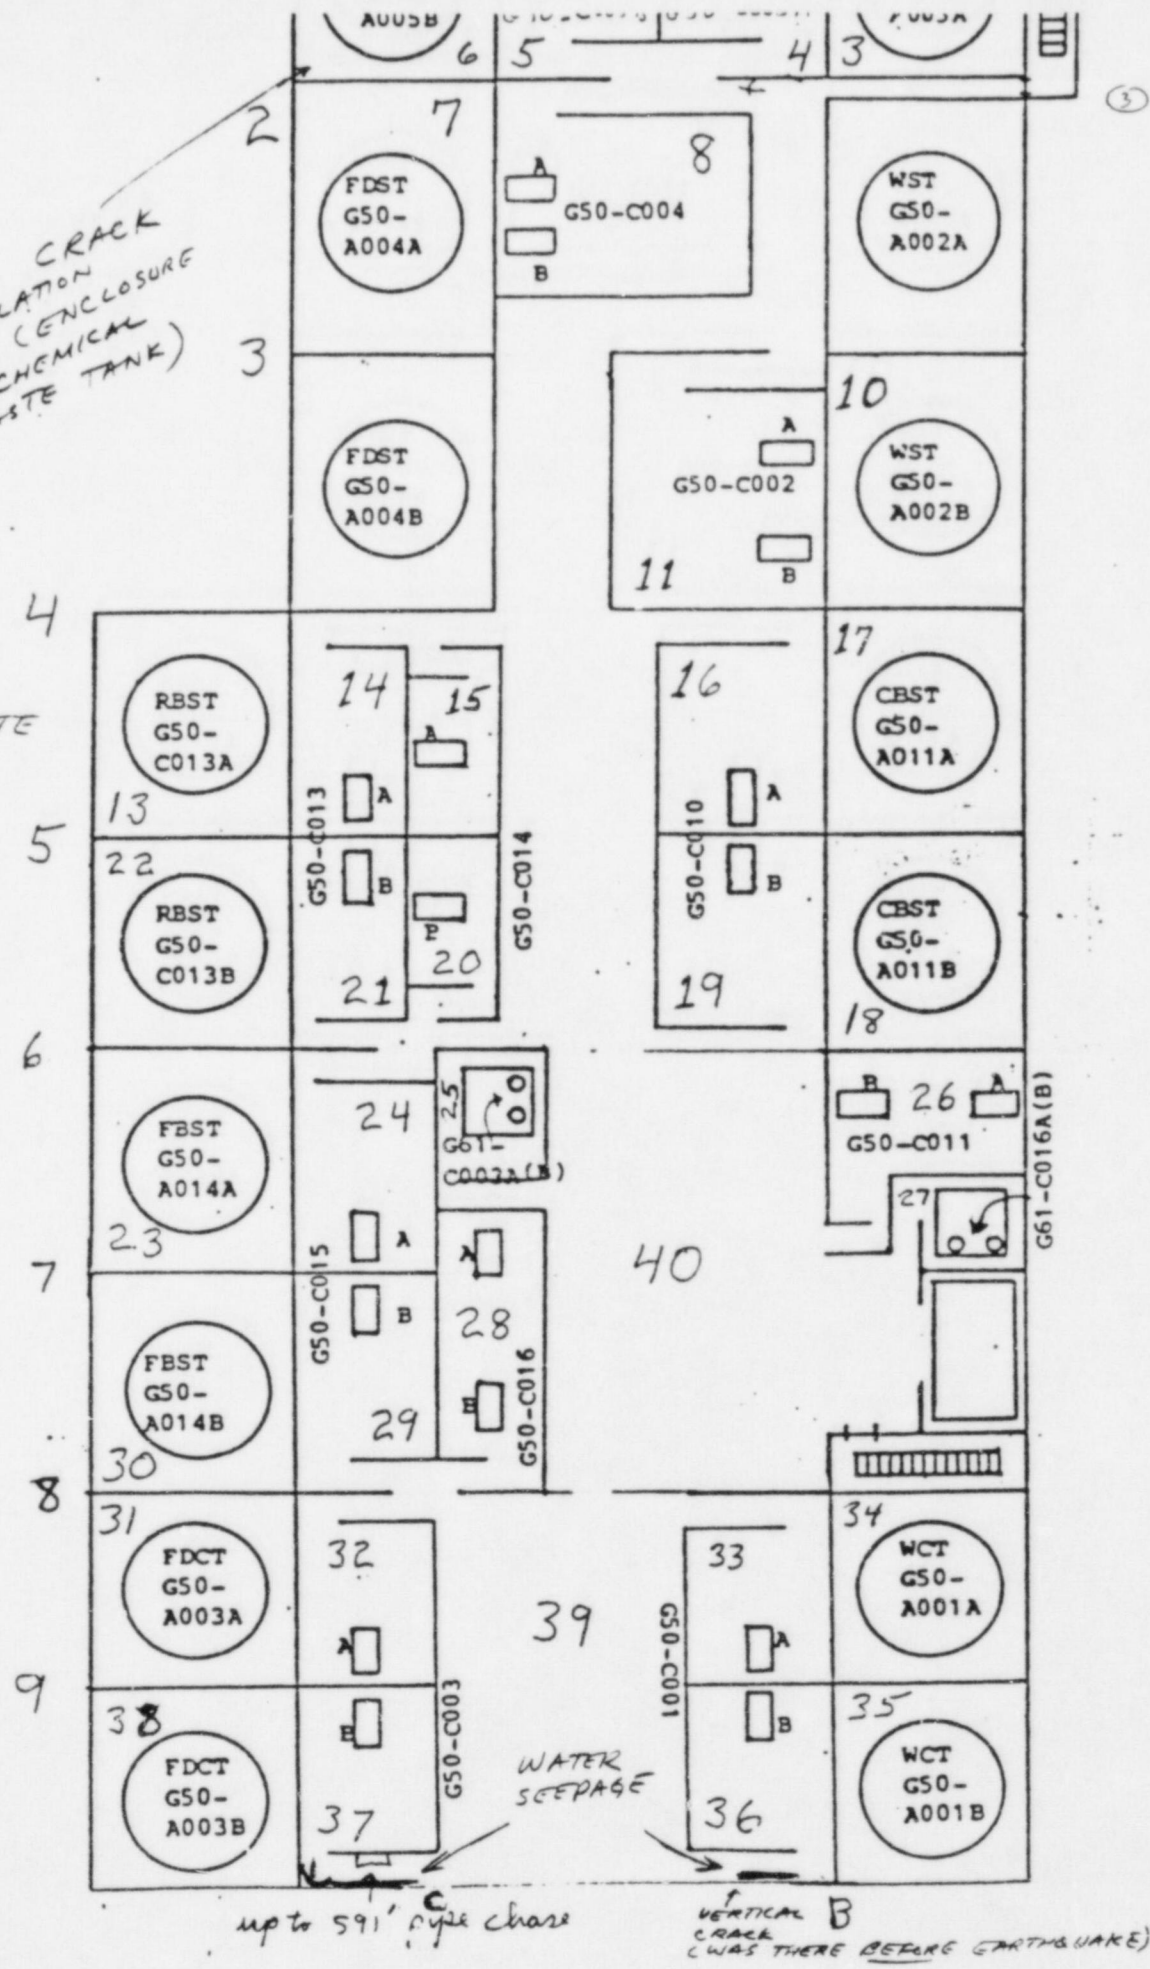 A005B
6
5
4
3
2
7
8
3
FDST
G50-
A004A
A
G50-C004
B
WST
G50-
A002A
CRACK
(ENCLOSURE
CHEMICAL
TANK)
3
10
FDST
G50-
A004B
A
G50-C002
B
11
WST
G50-
A002B
4
RBST
G50-
C013A
13
14
15
A
A
G50-C013
16
A
G50-C010
17
CBST
G50-
A011A
5
22
RBST
G50-
C013B
B
21
20
G50-C014
B
19
CBST
G50-
A011B
18
6
FBST
G50-
A014A
23
24
25
G61-
C003A(B)
B
26
A
G50-C011
27
G61-C016A(B)
A
A
40
7
G50-C015
B
28
G50-C016
FBST
G50-
A014B
30
29
8
31
FDCT
G50-
A003A
32
A
39
33
A
G50-C001
34
WCT
G50-
A001A
9
38
FDCT
G50-
A003B
G50-C003
37
B
36
35
WCT
G50-
A001B
WATER
SEEPAGE
C
up to 591' pipe chase
VERTICAL
CRACK
(WAS THERE BEFORE EARTHQUAKE)
B